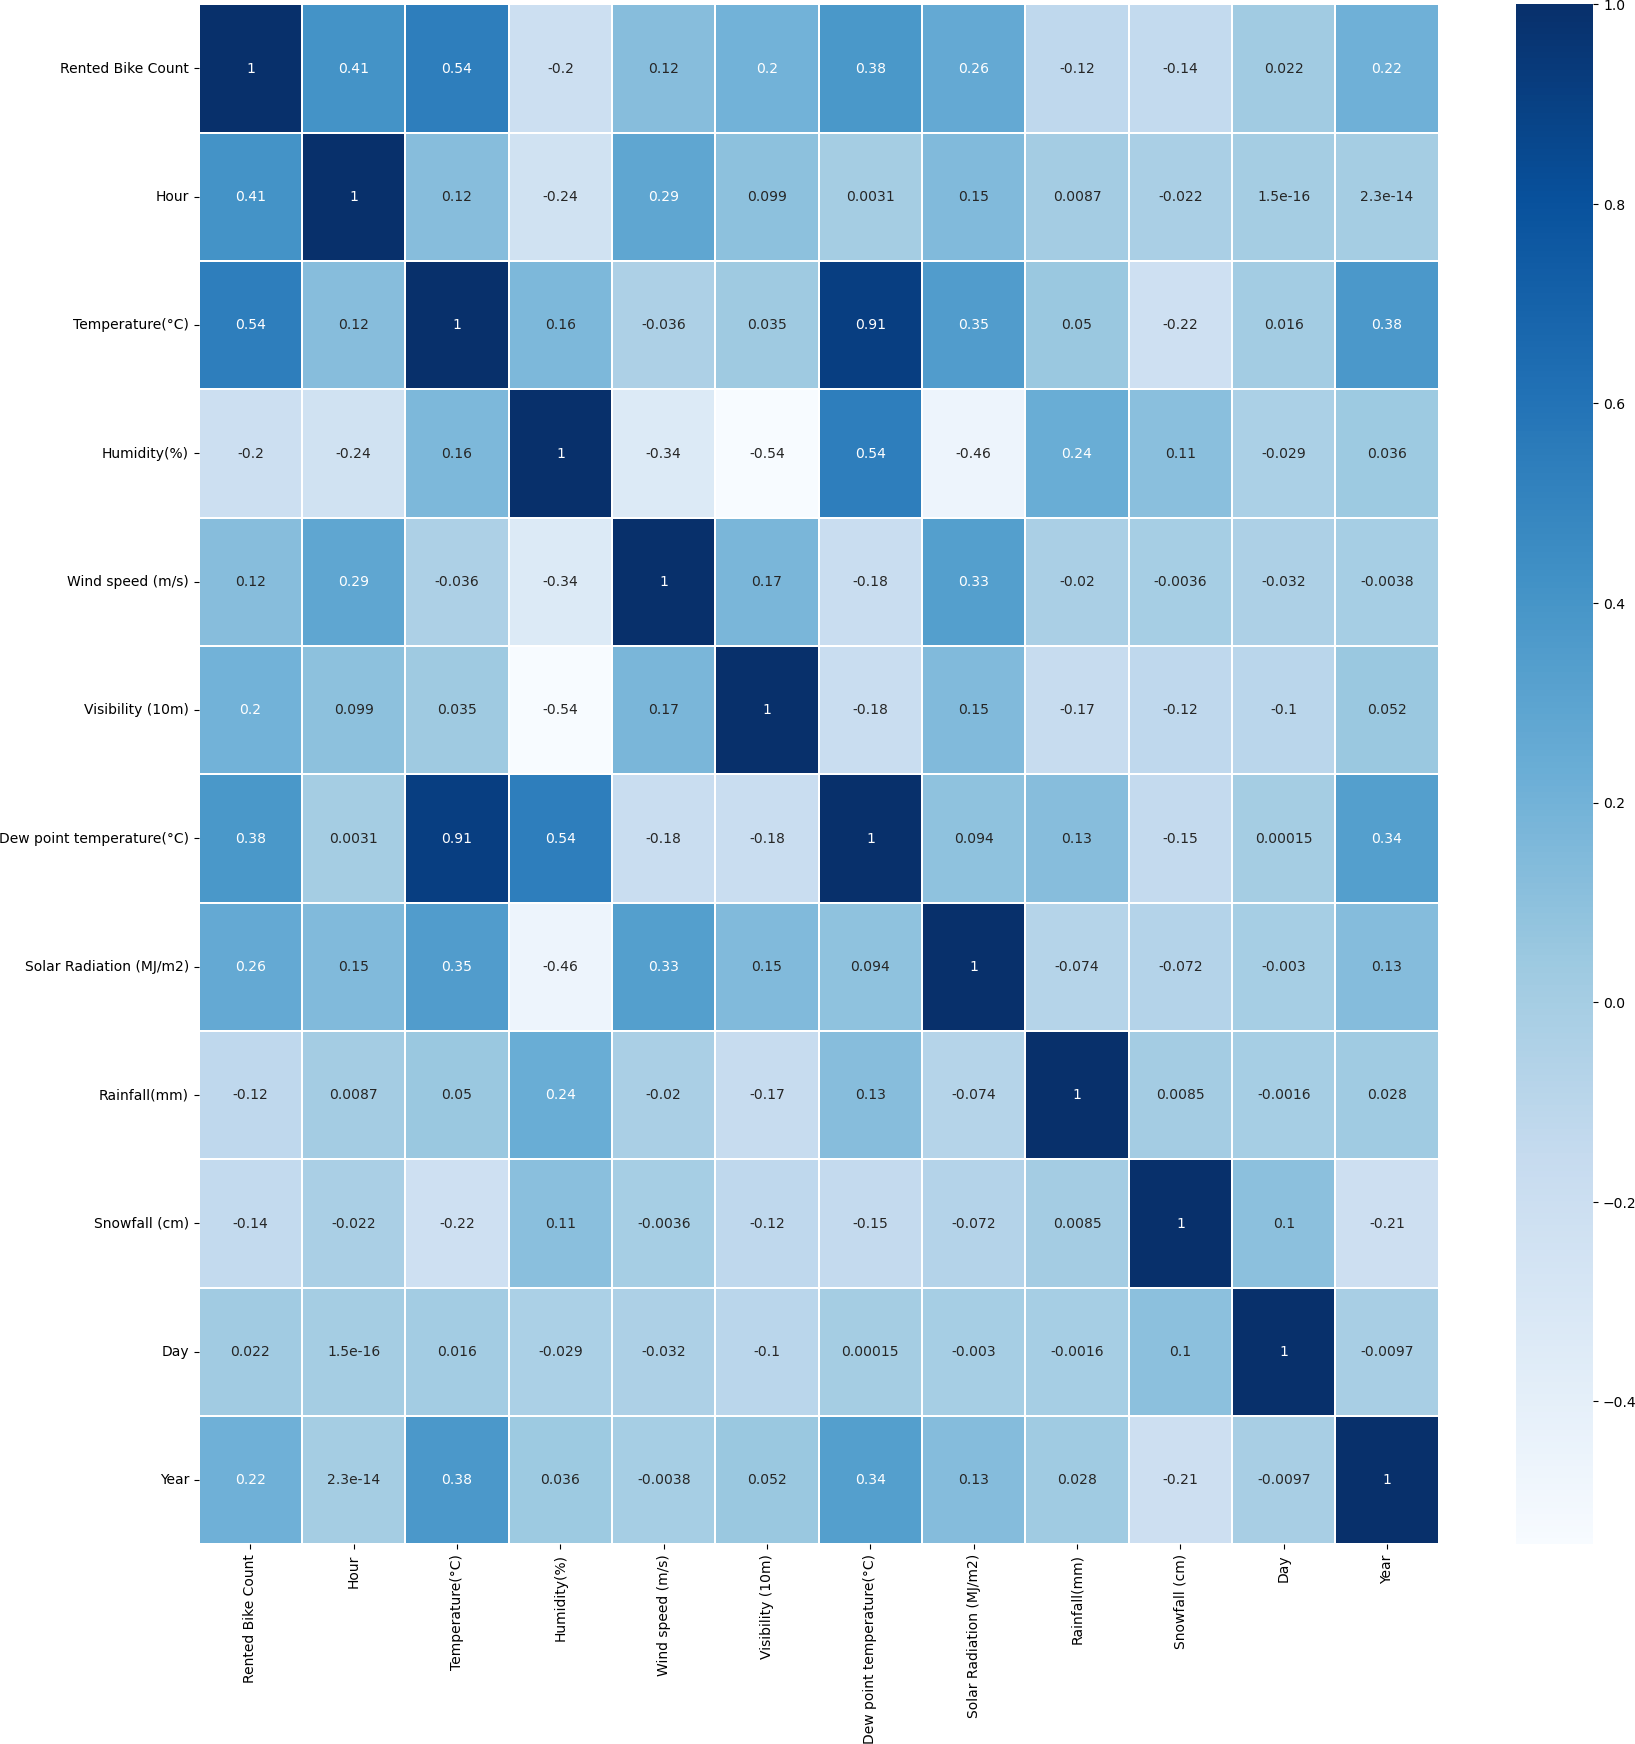 Rented Bike Count 1 0.41 0.54 -0.2 0.12 0.2 0.38 0.26 -0.12 -0.14 0.022 0.22
Hour 0.41 1 0.12 -0.24 0.29 0.099 0.0031 0.15 0.0087 -0.022 1.5e-16 2.3e-14
Temperature(°C) 0.54 0.12 1 0.16 -0.036 0.035 0.91 0.35 0.05 -0.22 0.016 0.38
Humidity(%) -0.2 -0.24 0.16 1 -0.34 -0.54 0.54 -0.46 0.24 0.11 -0.029 0.036
Wind speed (m/s) 0.12 0.29 -0.036 -0.34 1 0.17 -0.18 0.33 -0.02 -0.0036 -0.032 -0.0038
Visibility (10m) 0.2 0.099 0.035 -0.54 0.17 1 -0.18 0.15 -0.17 -0.12 -0.1 0.052
Dew point temperature(°C) 0.38 0.0031 0.91 0.54 -0.18 -0.18 1 0.094 0.13 -0.15 0.00015 0.34
Solar Radiation (MJ/m2) 0.26 0.15 0.35 -0.46 0.33 0.15 0.094 1 -0.074 -0.072 -0.003 0.13
Rainfall(mm) -0.12 0.0087 0.05 0.24 -0.02 -0.17 0.13 -0.074 1 0.0085 -0.0016 0.028
Snowfall (cm) -0.14 -0.022 -0.22 0.11 -0.0036 -0.12 -0.15 -0.072 0.0085 1 0.1 -0.21
Day 0.022 1.5e-16 0.016 -0.029 -0.032 -0.1 0.00015 -0.003 -0.0016 0.1 1 -0.0097
Year 0.22 2.3e-14 0.38 0.036 -0.0038 0.052 0.34 0.13 0.028 -0.21 -0.0097 1
Rented Bike Count
Hour
Temperature(°C)
Humidity(%)
Wind speed (m/s)
Visibility (10m)
Dew point temperature(°C)
Solar Radiation (MJ/m2)
Rainfall(mm)
Snowfall (cm)
Day
Year
1.0
0.8
0.6
0.4
0.2
0.0
−0.2
−0.4